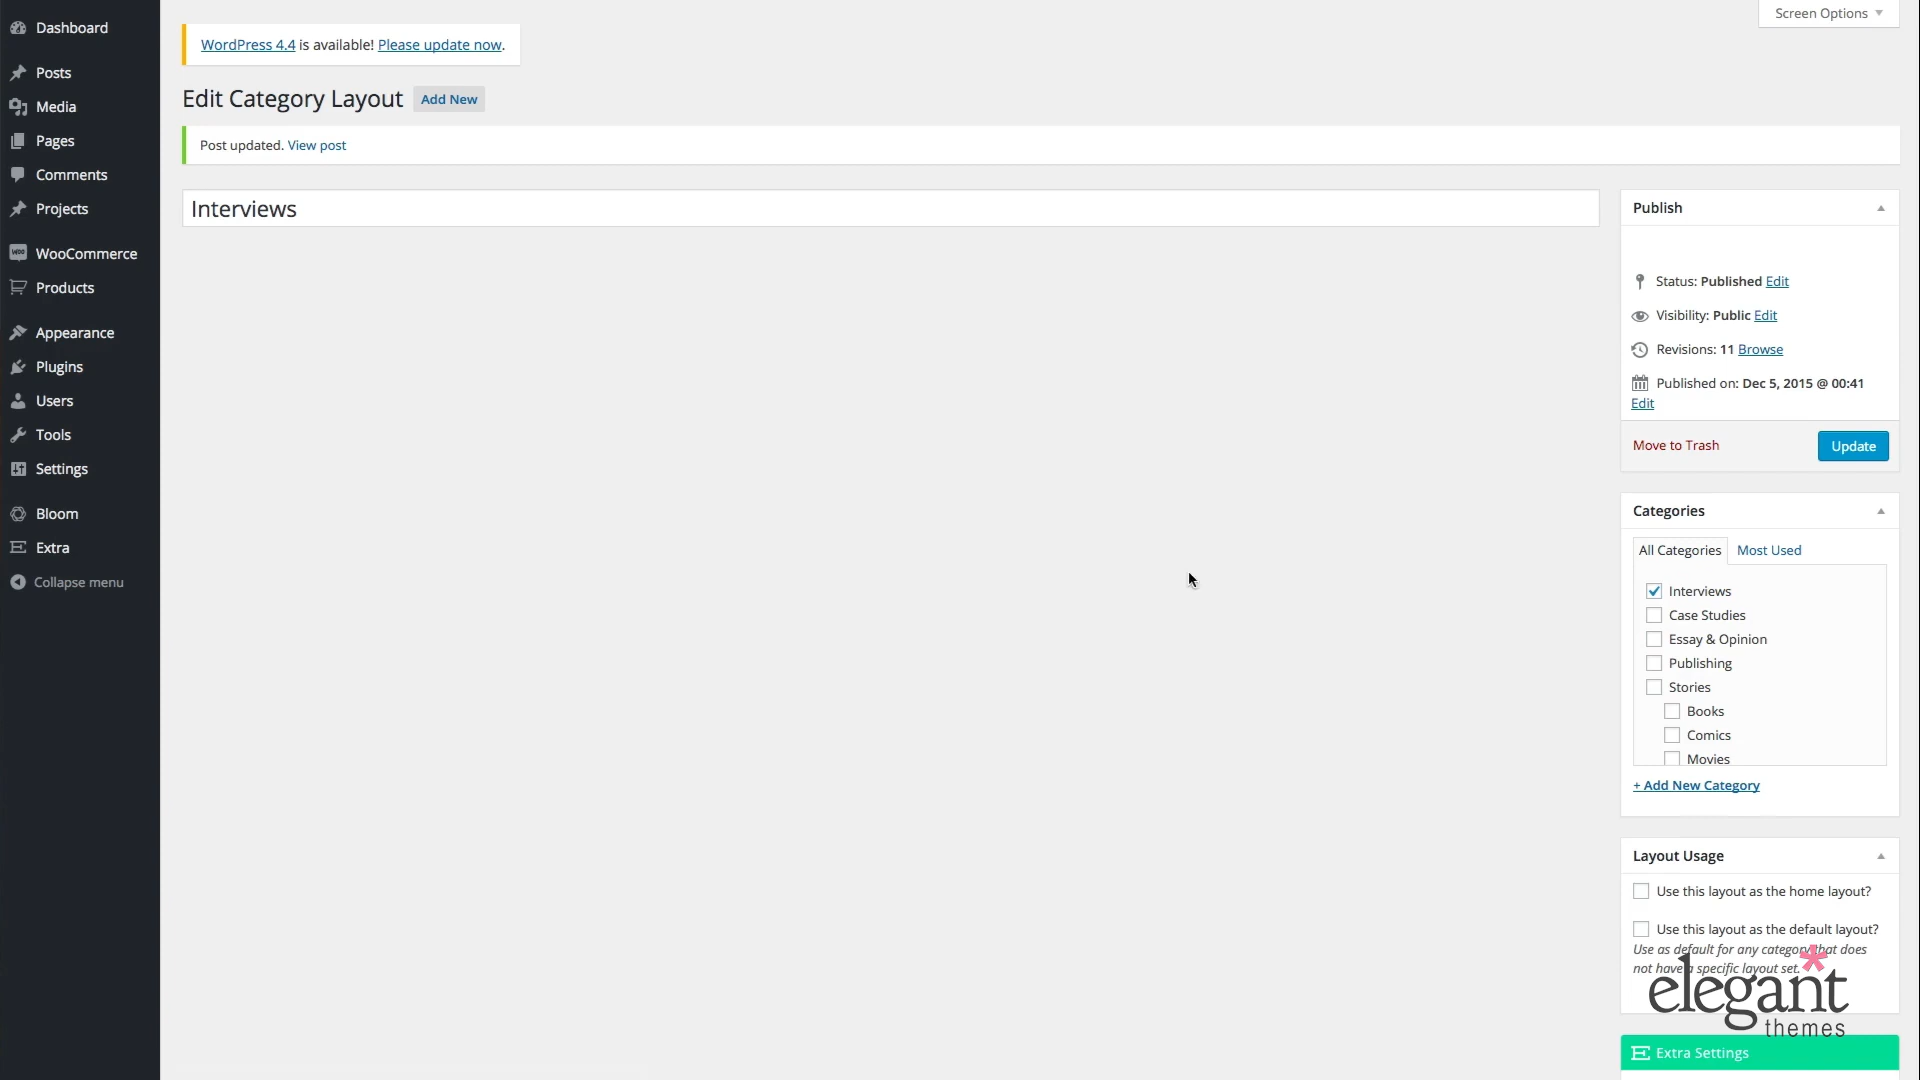 Dashboard
Posts
Media
Pages
Comments
Projects
WooCommerce
Products
Appearance
Plugins
Users
Tools
Settings
Bloom
Extra
Collapse menu
Screen Options
WordPress 4.4 is available! Please update now.
Edit Category Layout Add New
Post updated. View post
Interviews
Publish
Status: Published Edit
Visibility: Public Edit
Revisions: 11 Browse
Published on: Dec 5, 2015 @ 00:41
Edit
Move to Trash Update
Categories
All Categories Most Used
Interviews
Case Studies
Essay & Opinion
Publishing
Stories
Books
Comics
Movies
+ Add New Category
Layout Usage
Use this layout as the home layout?
Use this layout as the default layout?
Use as default for any category that does
not have a specific layout set.
elegant
themes
Extra Settings